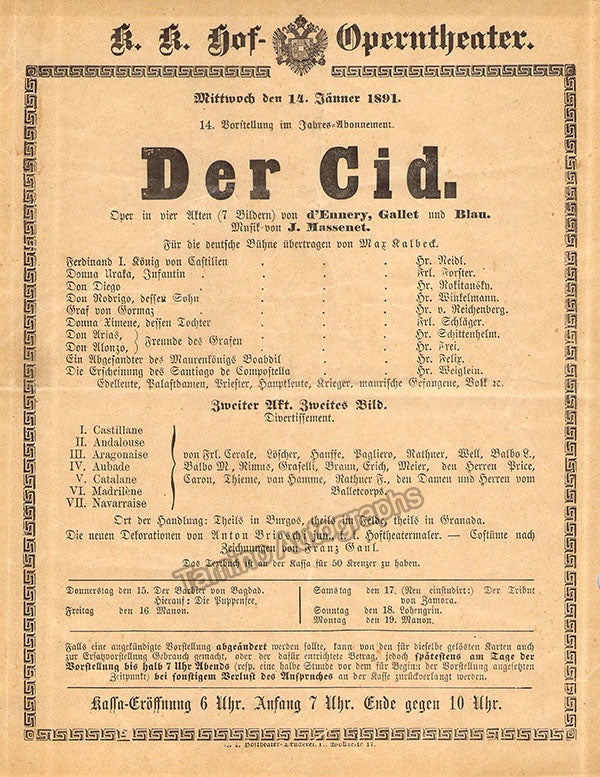 K. K. Hof-Operntheater.
Mittwoch den 14. Jänner 1891.
14. Vorstellung im Jahres-Abonnement.
Der Cid.
Oper in vier Akten (7 Bildern) von d'Ennery, Gallet und Blau.
Musik von J. Massenet.
Für die deutsche Bühne übertragen von Max Kalbeck.
Ferdinand I. König von Castilien . . . . Hr. Reidl.
Donna Uraka, Infantin . . . . . Frl. Forster.
Don Diego . . . . . Hr. Rokitansky.
Don Rodrigo, dessen Sohn . . . . Hr. Winkelmann.
Graf von Gormaz . . . . Hr. v. Reichenberg.
Donna Ximene, dessen Tochter . . . . Frl. Schläger.
Don Arias, } Freunde des Grafen . . . . Hr. Schittenhelm.
Don Alonzo, . . . . Hr. Frei.
Ein Abgesandter des Maurenkönigs Boabdil . . . Hr. Felix.
Die Erscheinung des Santiago de Compostella . . . Hr. Weiglein.
Edelleute, Palastdamen, Priester, Hauptleute, Krieger, maurische Gefangene, Volk ꝛc.
Zweiter Akt. Zweites Bild.
Divertissement.
I. Castillane
II. Andalouse
III. Aragonaise
IV. Aubade
V. Catalane
VI. Madrilène
VII. Navarraise
von Frl. Cerale, Löscher, Hauffe, Pagliero, Rathner, Well, Balbo L.,
Balbo M., Rimus, Graselli, Braun, Erich, Meier, den Herren Price,
Caron, Thieme, van Hamme, Rathner F., den Damen und Herren vom
Balletcorps.
Ort der Handlung: Theils in Burgos, theils im Felde, theils in Granada.
Die neuen Dekorationen von Anton Brioschi jun., k. k. Hoftheatermaler. — Costüme nach
Zeichnungen von Franz Gaul.
Das Textbuch ist an der Kassa für 50 Kreuzer zu haben.
Donnerstag den 15. Der Barbier von Bagdad.
Hierauf: Die Puppenfee.
Freitag den 16. Manon.
Samstag den 17. (Neu einstudirt:) Der Tribut
von Zamora.
Sonntag den 18. Lohengrin.
Montag den 19. Manon.
Falls eine angekündigte Vorstellung abgeändert werden sollte, kann von den für dieselbe gelösten Karten auch
zur Ersatzvorstellung Gebrauch gemacht, oder der dafür entrichtete Betrag, jedoch spätestens am Tage der
Vorstellung bis halb 7 Uhr Abends (resp. eine halbe Stunde vor dem für Beginn der Vorstellung angesetzten
Zeitpunkt) bei sonstigem Verlust des Anspruches an der Kasse zurückverlangt werden.
Kassa-Eröffnung 6 Uhr. Anfang 7 Uhr. Ende gegen 10 Uhr.
Tamino Autographs